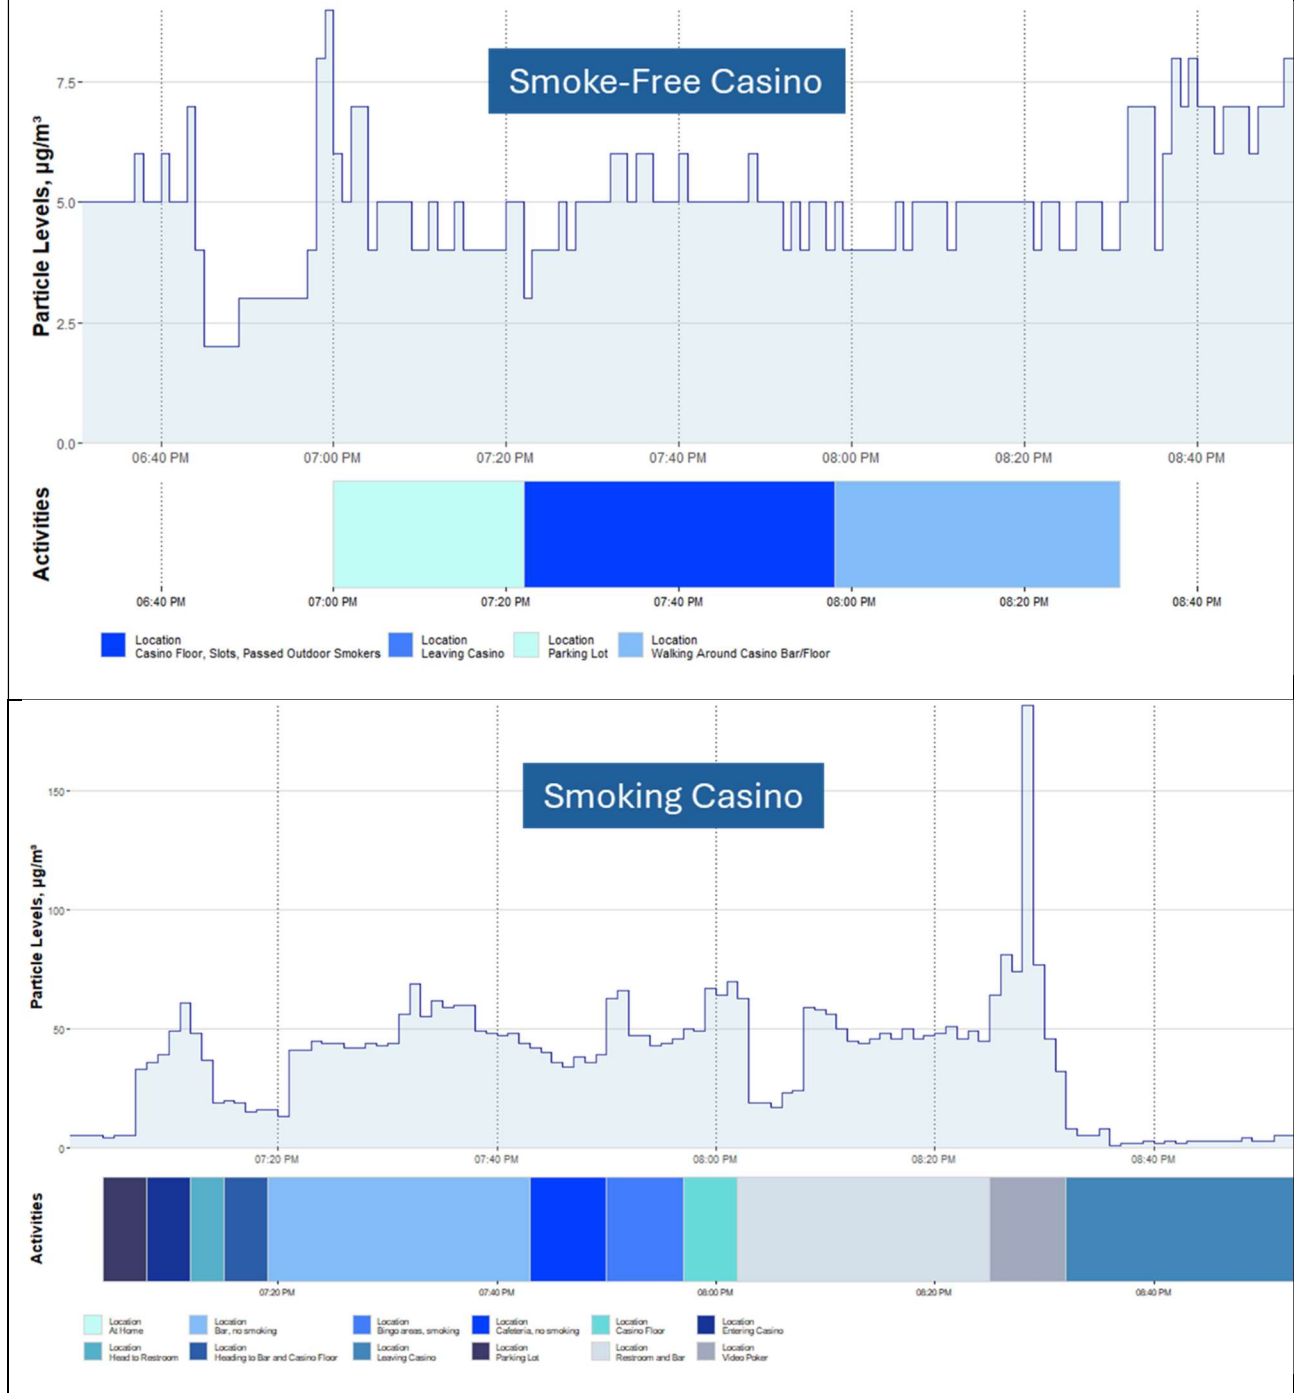 Smoke-Free Casino
Particle Levels, µg/m³
7.5
5.0
2.5
0.0
06:40 PM 07:00 PM 07:20 PM 07:40 PM 08:00 PM 08:20 PM 08:40 PM
Activities
06:40 PM 07:00 PM 07:20 PM 07:40 PM 08:00 PM 08:20 PM 08:40 PM
Location Location Location Location
Casino Floor, Slots, Passed Outdoor Smokers Leaving Casino Parking Lot Walking Around Casino Bar/Floor
Smoking Casino
Particle Levels, µg/m³
150
100
50
0
07:20 PM 07:40 PM 08:00 PM 08:20 PM 08:40 PM
Activities
07:20 PM 07:40 PM 08:00 PM 08:20 PM 08:40 PM
Location Location Location Location Location Location
At Home Bar, no smoking Bingo areas, smoking Cafeteria, no smoking Casino Floor Entering Casino
Location Location Location Location Location Location
Head to Restroom Heading to Bar and Casino Floor Leaving Casino Parking Lot Restroom and Bar Video Poker